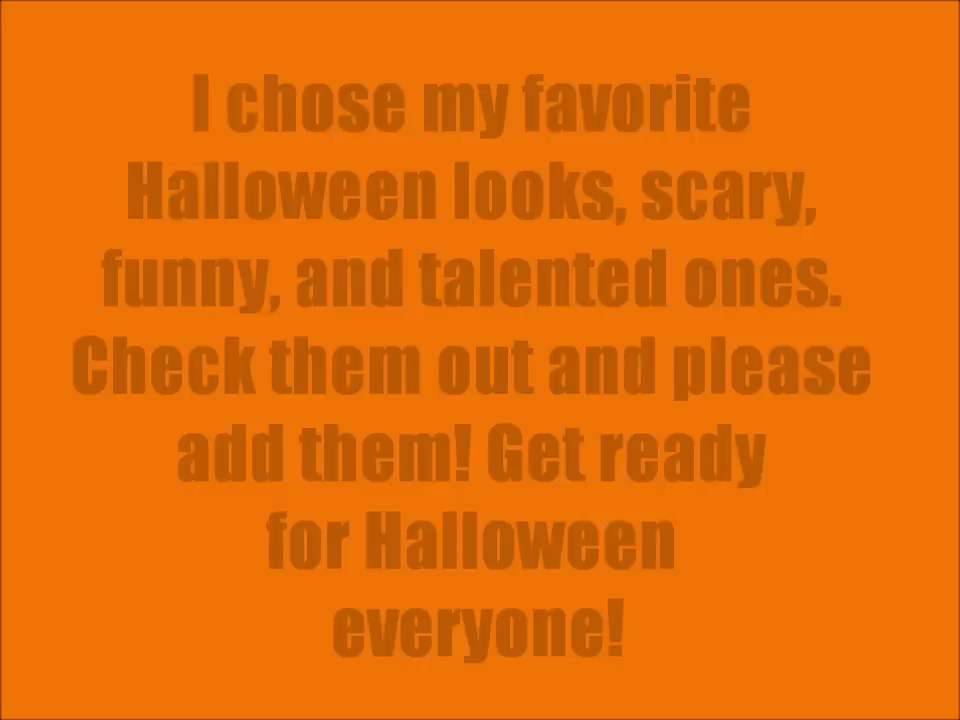 I chose my favorite
Halloween looks, scary,
funny, and talented ones.
Check them out and please
add them! Get ready
for Halloween
everyone!